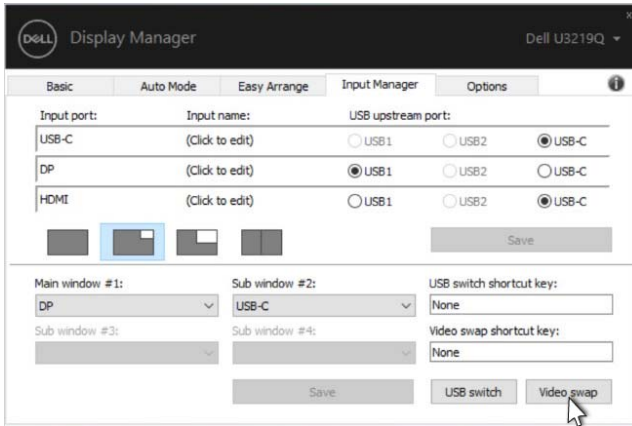 DELL Display Manager Dell U3219Q
Basic Auto Mode Easy Arrange Input Manager Options i
Input port: Input name: USB upstream port:
USB-C (Click to edit) USB1 USB2 USB-C
DP (Click to edit) USB1 USB2 USB-C
HDMI (Click to edit) USB1 USB2 USB-C
Save
Main window #1: Sub window #2: USB switch shortcut key:
DP USB-C None
Sub window #3: Sub window #4: Video swap shortcut key:
None
Save USB switch Video swap